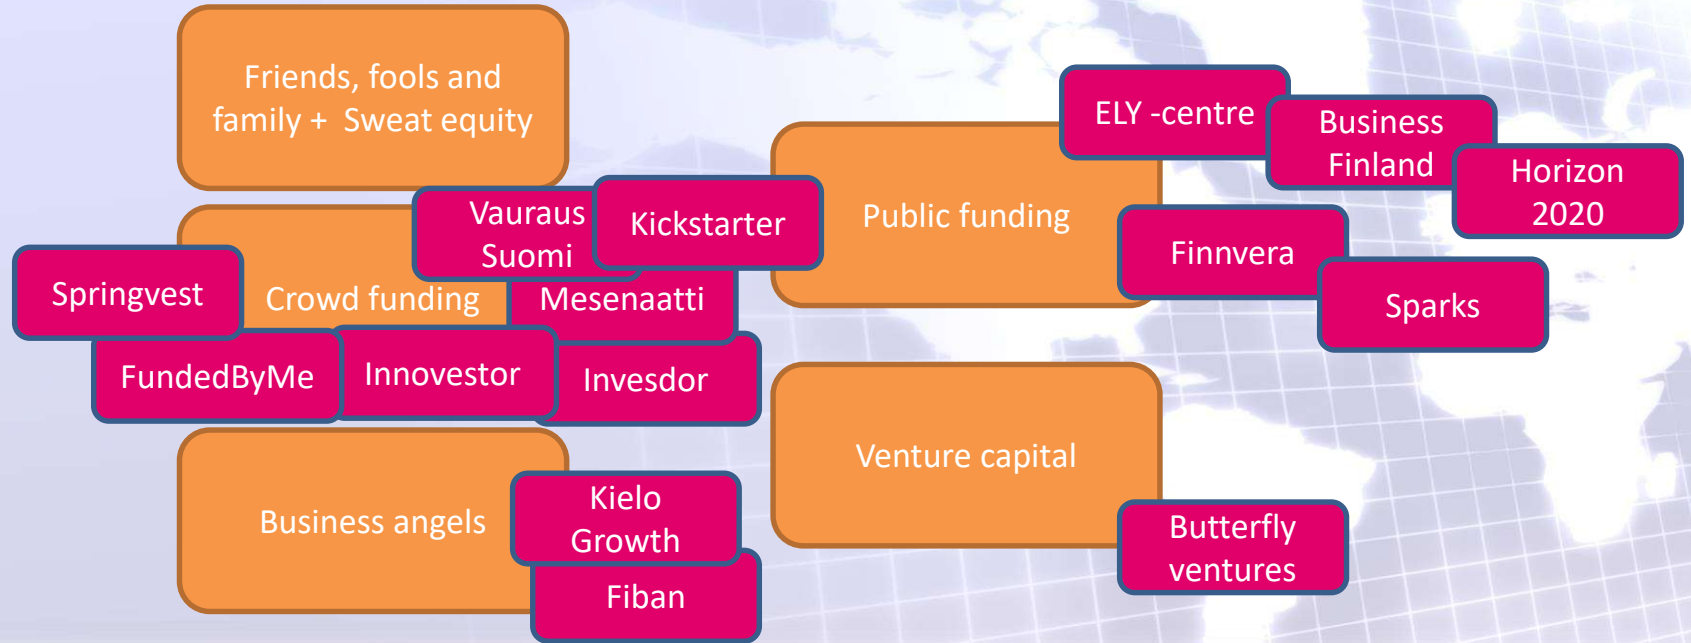 Friends, fools and
family + Sweat equity
Vauraus
Suomi
Kickstarter
Springvest
Crowd funding
Mesenaatti
FundedByMe
Innovestor
Invesdor
Business angels
Kielo
Growth
Fiban
ELY -centre
Business
Finland
Horizon
2020
Public funding
Finnvera
Sparks
Venture capital
Butterfly
ventures